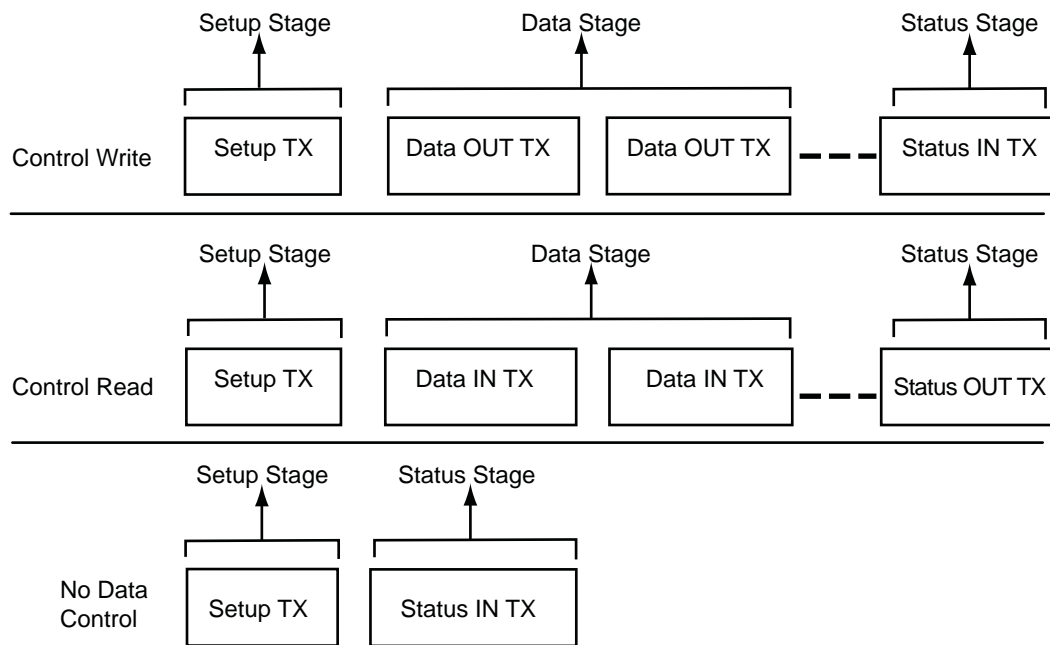 Setup Stage Data Stage Status Stage
Control Write Setup TX Data OUT TX Data OUT TX Status IN TX
Setup Stage Data Stage Status Stage
Control Read Setup TX Data IN TX Data IN TX Status OUT TX
Setup Stage Status Stage
No Data
Control Setup TX Status IN TX